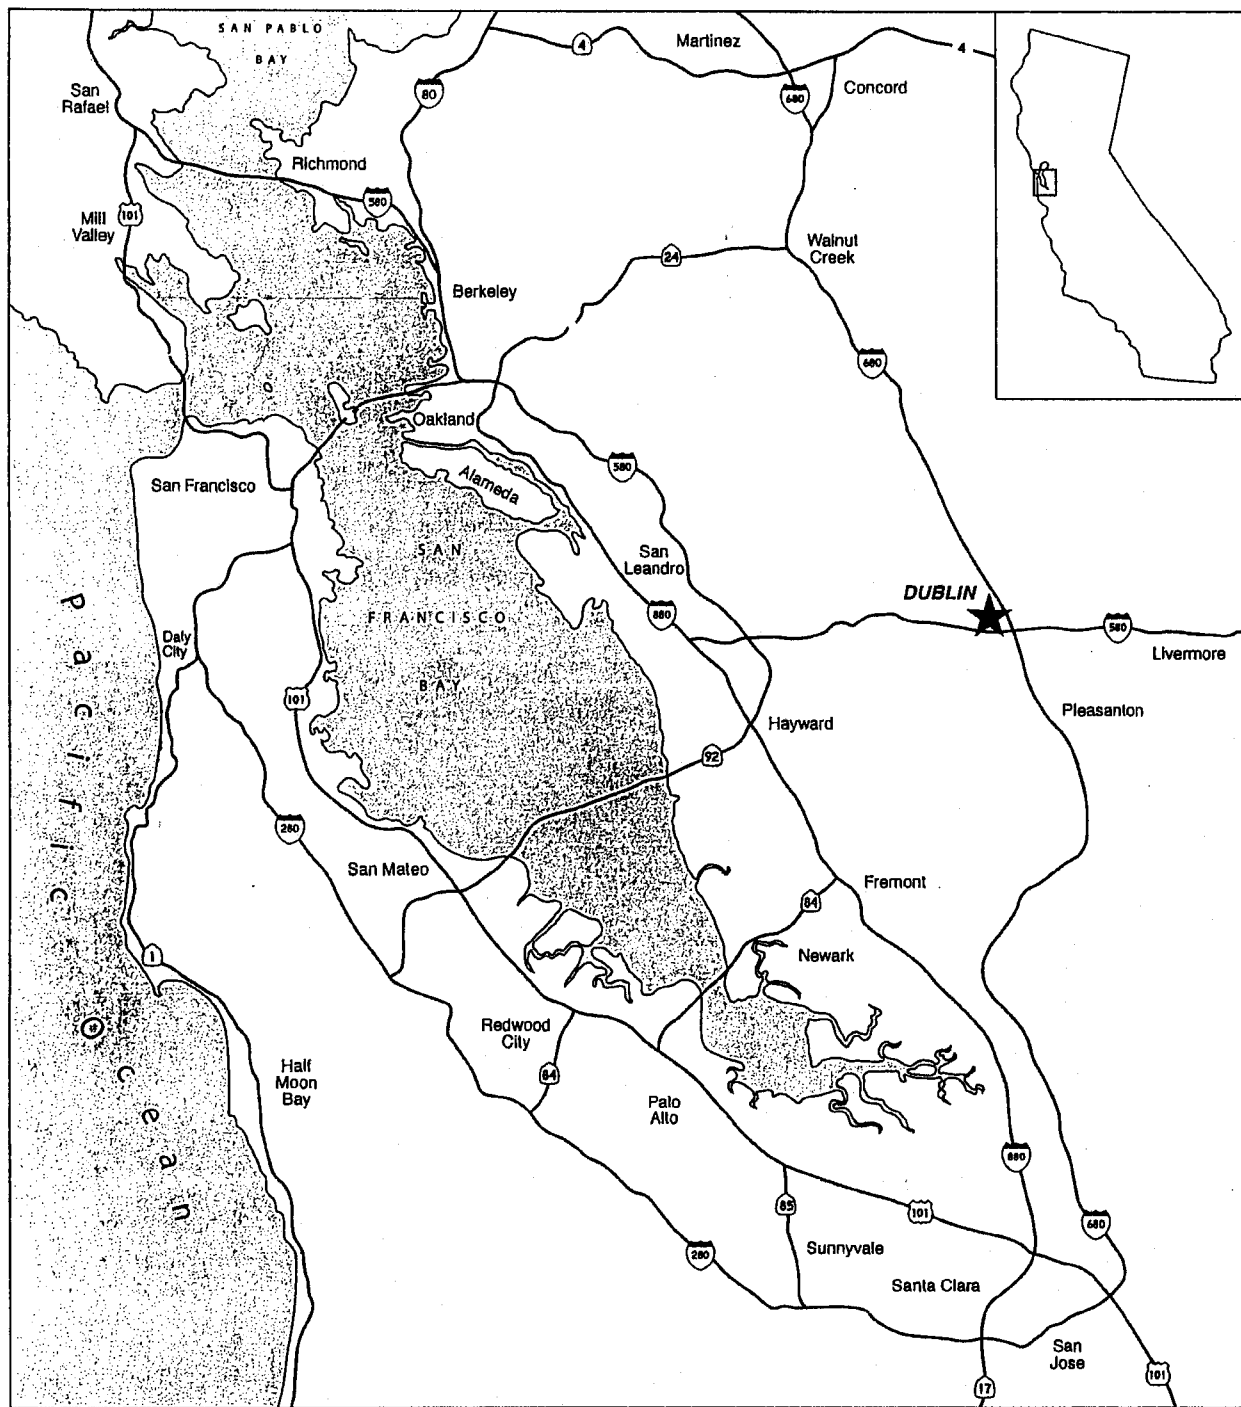 SAN PABLO
BAY
4
Martinez
4
San
Rafael
80
680
Concord
Richmond
580
101
Mill
Valley
24
Walnut
Creek
Berkeley
680
Oakland
580
San Francisco
Alameda
SAN
FRANCISCO
BAY
San
Leandro
DUBLIN
880
580
Livermore
Daly
City
Pacific Ocean
101
Pleasanton
Hayward
92
280
San Mateo
Fremont
84
Newark
1
Redwood
City
84
Half
Moon
Bay
Palo
Alto
880
85
101
680
Sunnyvale
280
Santa Clara
San
Jose
101
17